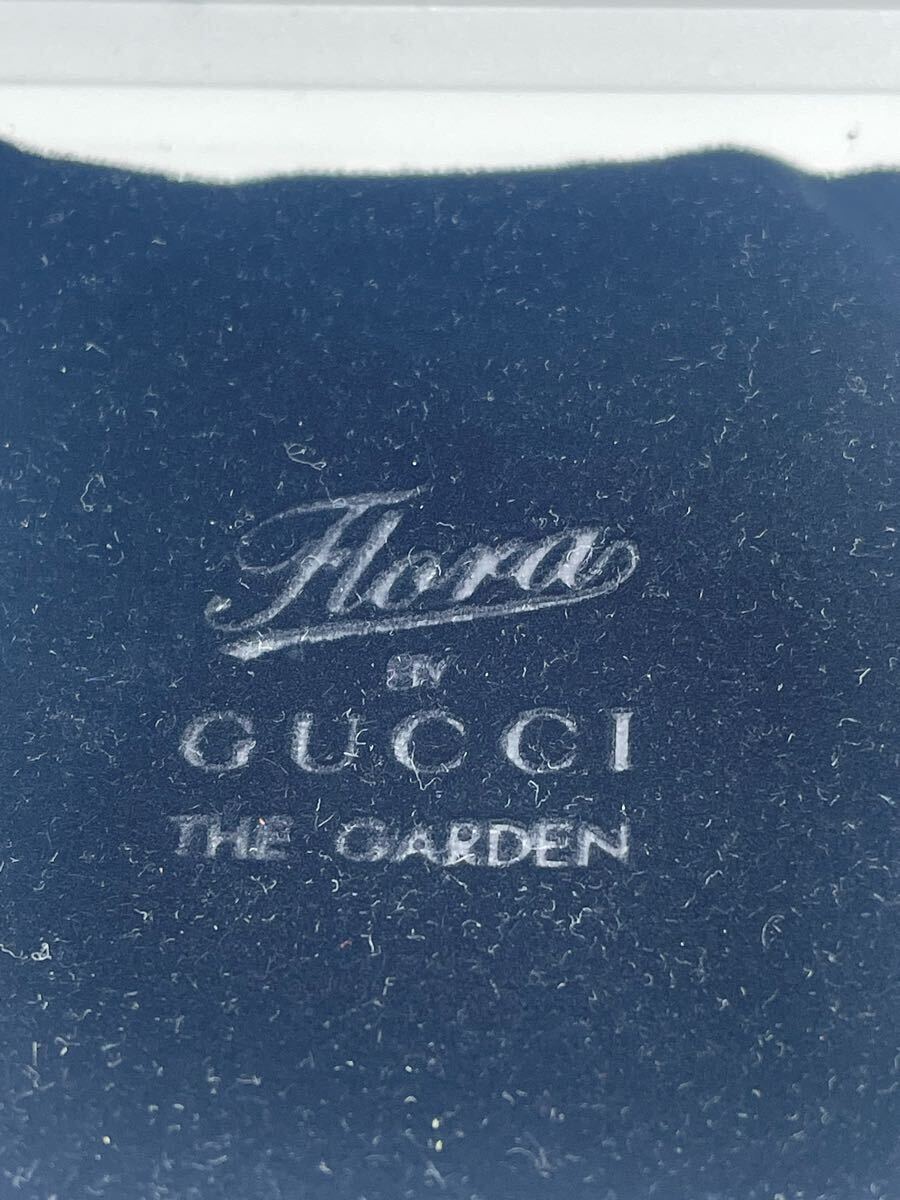 Flora
BY
GUCCI
THE GARDEN